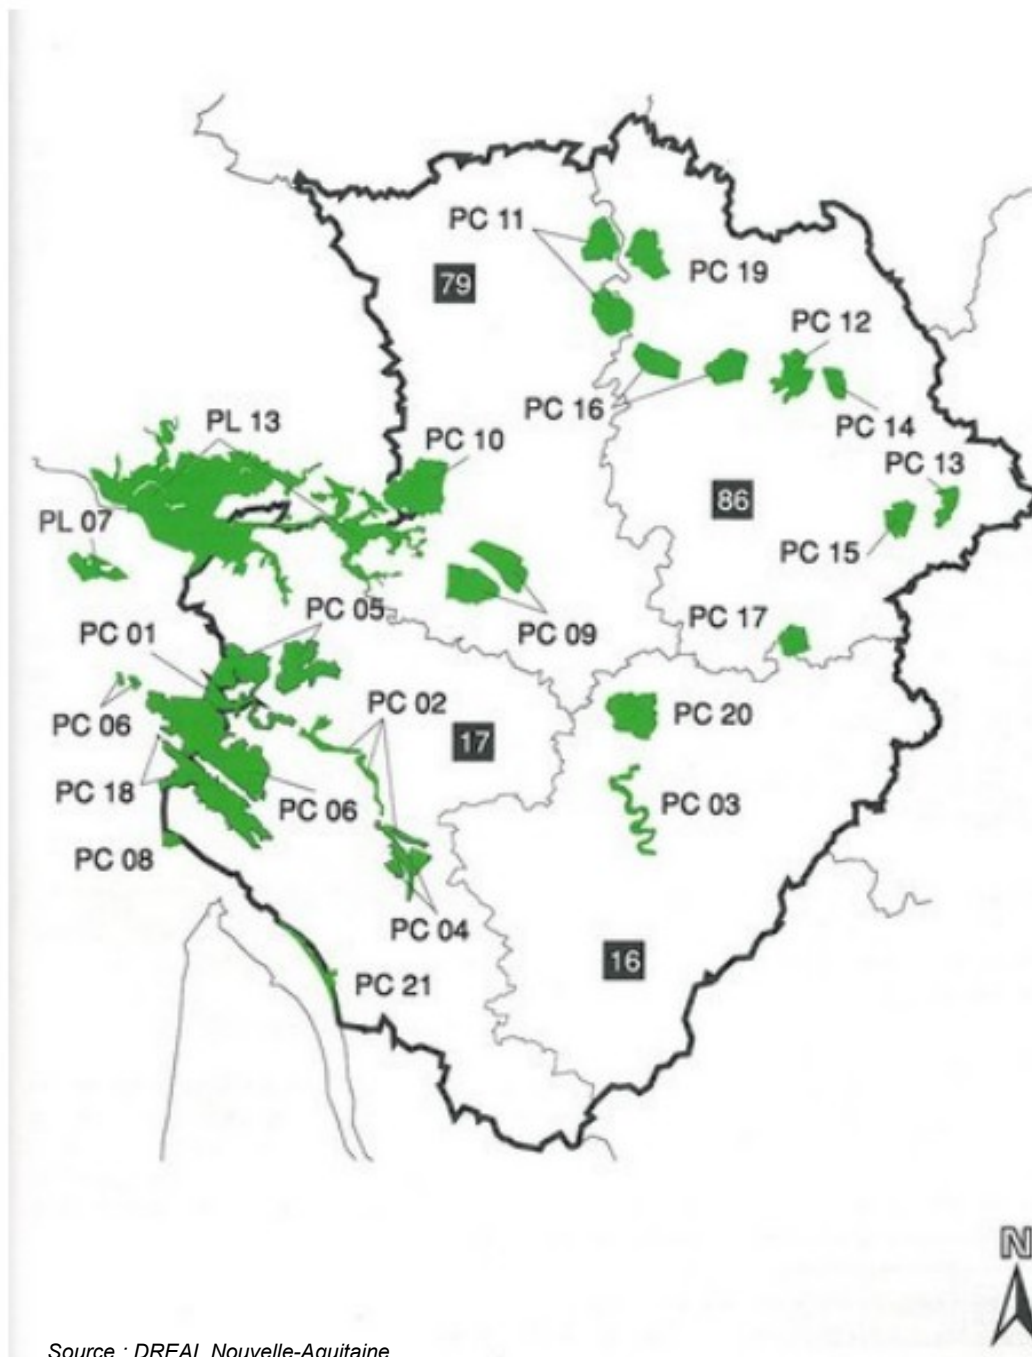 PC 11
PC 19
79
PC 12
PC 16
PL 13
PC 10
PC 14
PC 13
86
PL 07
PC 15
PC 05
PC 01
PC 09
PC 17
PC 06
PC 02
PC 20
17
PC 18
PC 06
PC 03
PC 08
PC 04
16
PC 21
N
Source : DREAL Nouvelle-Aquitaine